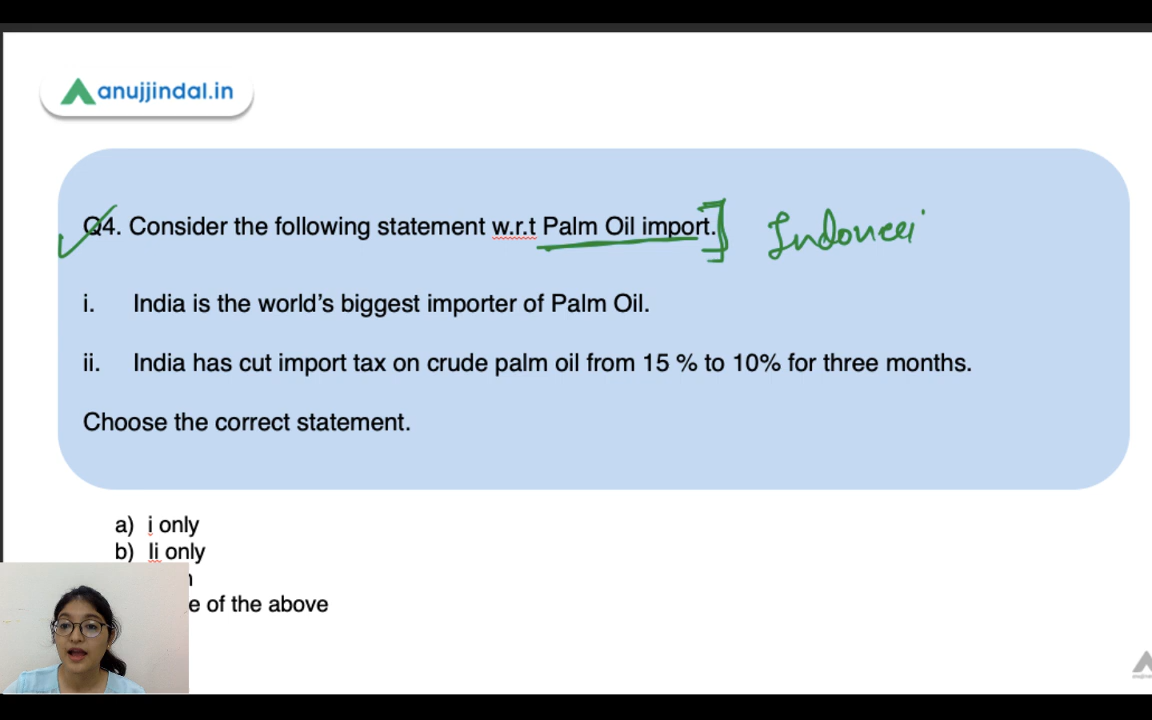 anujjindal.in
Q4. Consider the following statement w.r.t Palm Oil import. Indonesi
i. India is the world's biggest importer of Palm Oil.
ii. India has cut import tax on crude palm oil from 15 % to 10% for three months.
Choose the correct statement.
a) i only
b) Ii only
e of the above